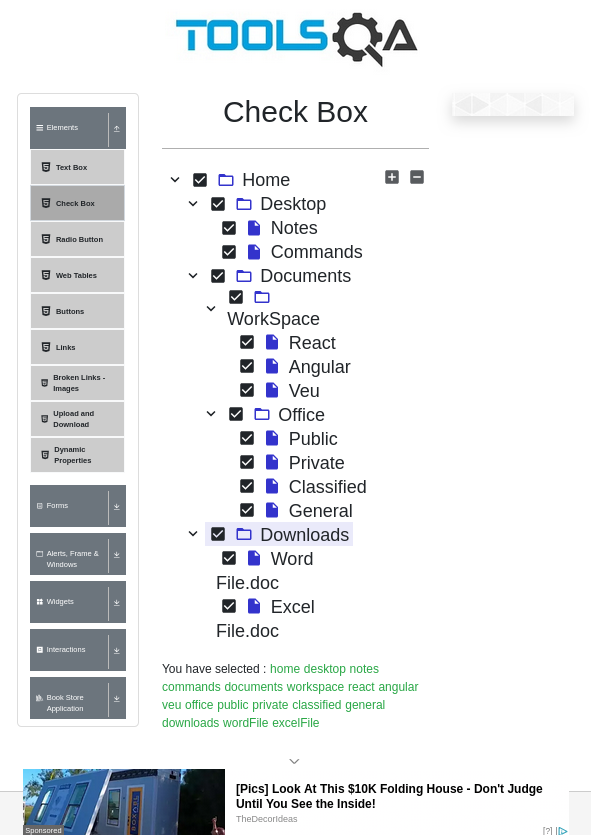 TOOLSQA
Check Box
Elements
Text Box
Check Box
Radio Button
Web Tables
Buttons
Links
Broken Links -
Images
Upload and
Download
Dynamic
Properties
Forms
Alerts, Frame &
Windows
Widgets
Interactions
Book Store
Application
Home
Desktop
Notes
Commands
Documents
WorkSpace
React
Angular
Veu
Office
Public
Private
Classified
General
Downloads
Word
File.doc
Excel
File.doc
You have selected : home desktop notes
commands documents workspace react angular
veu office public private classified general
downloads wordFile excelFile
[Pics] Look At This $10K Folding House - Don't Judge
Until You See the Inside!
TheDecorIdeas
Sponsored
[?]